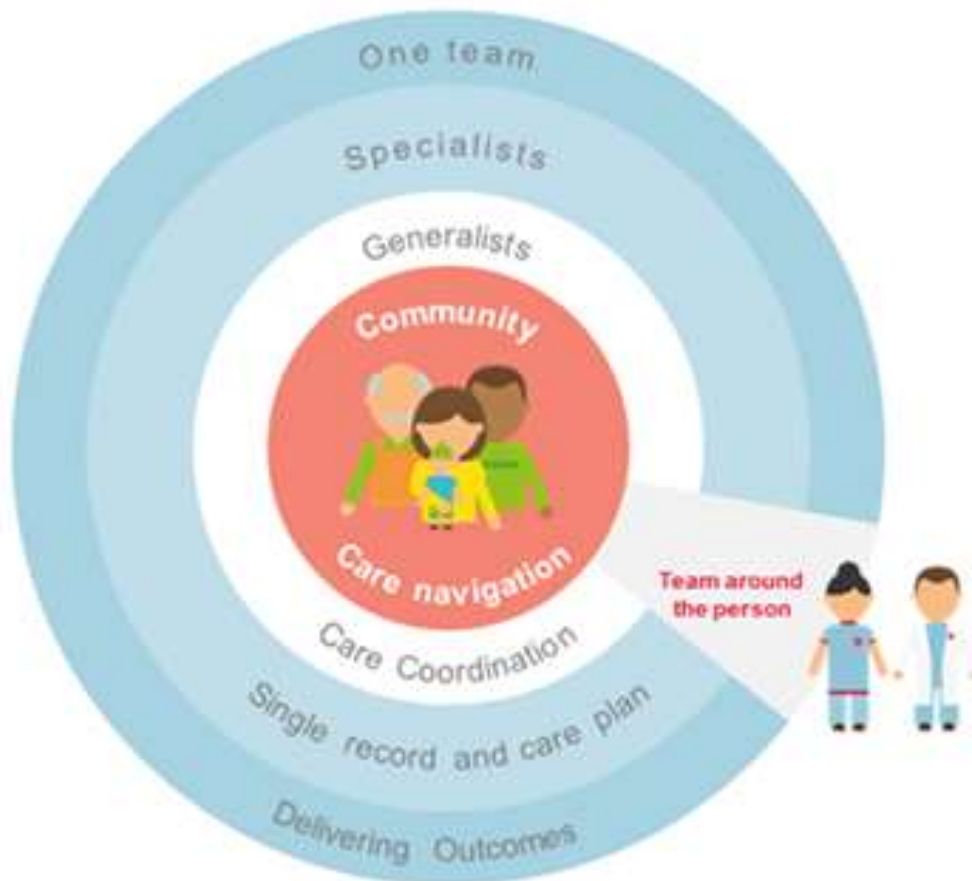 One team
Specialists
Generalists
Community
Care navigation
Team around
the person
Care Coordination
Single record and care plan
Delivering Outcomes